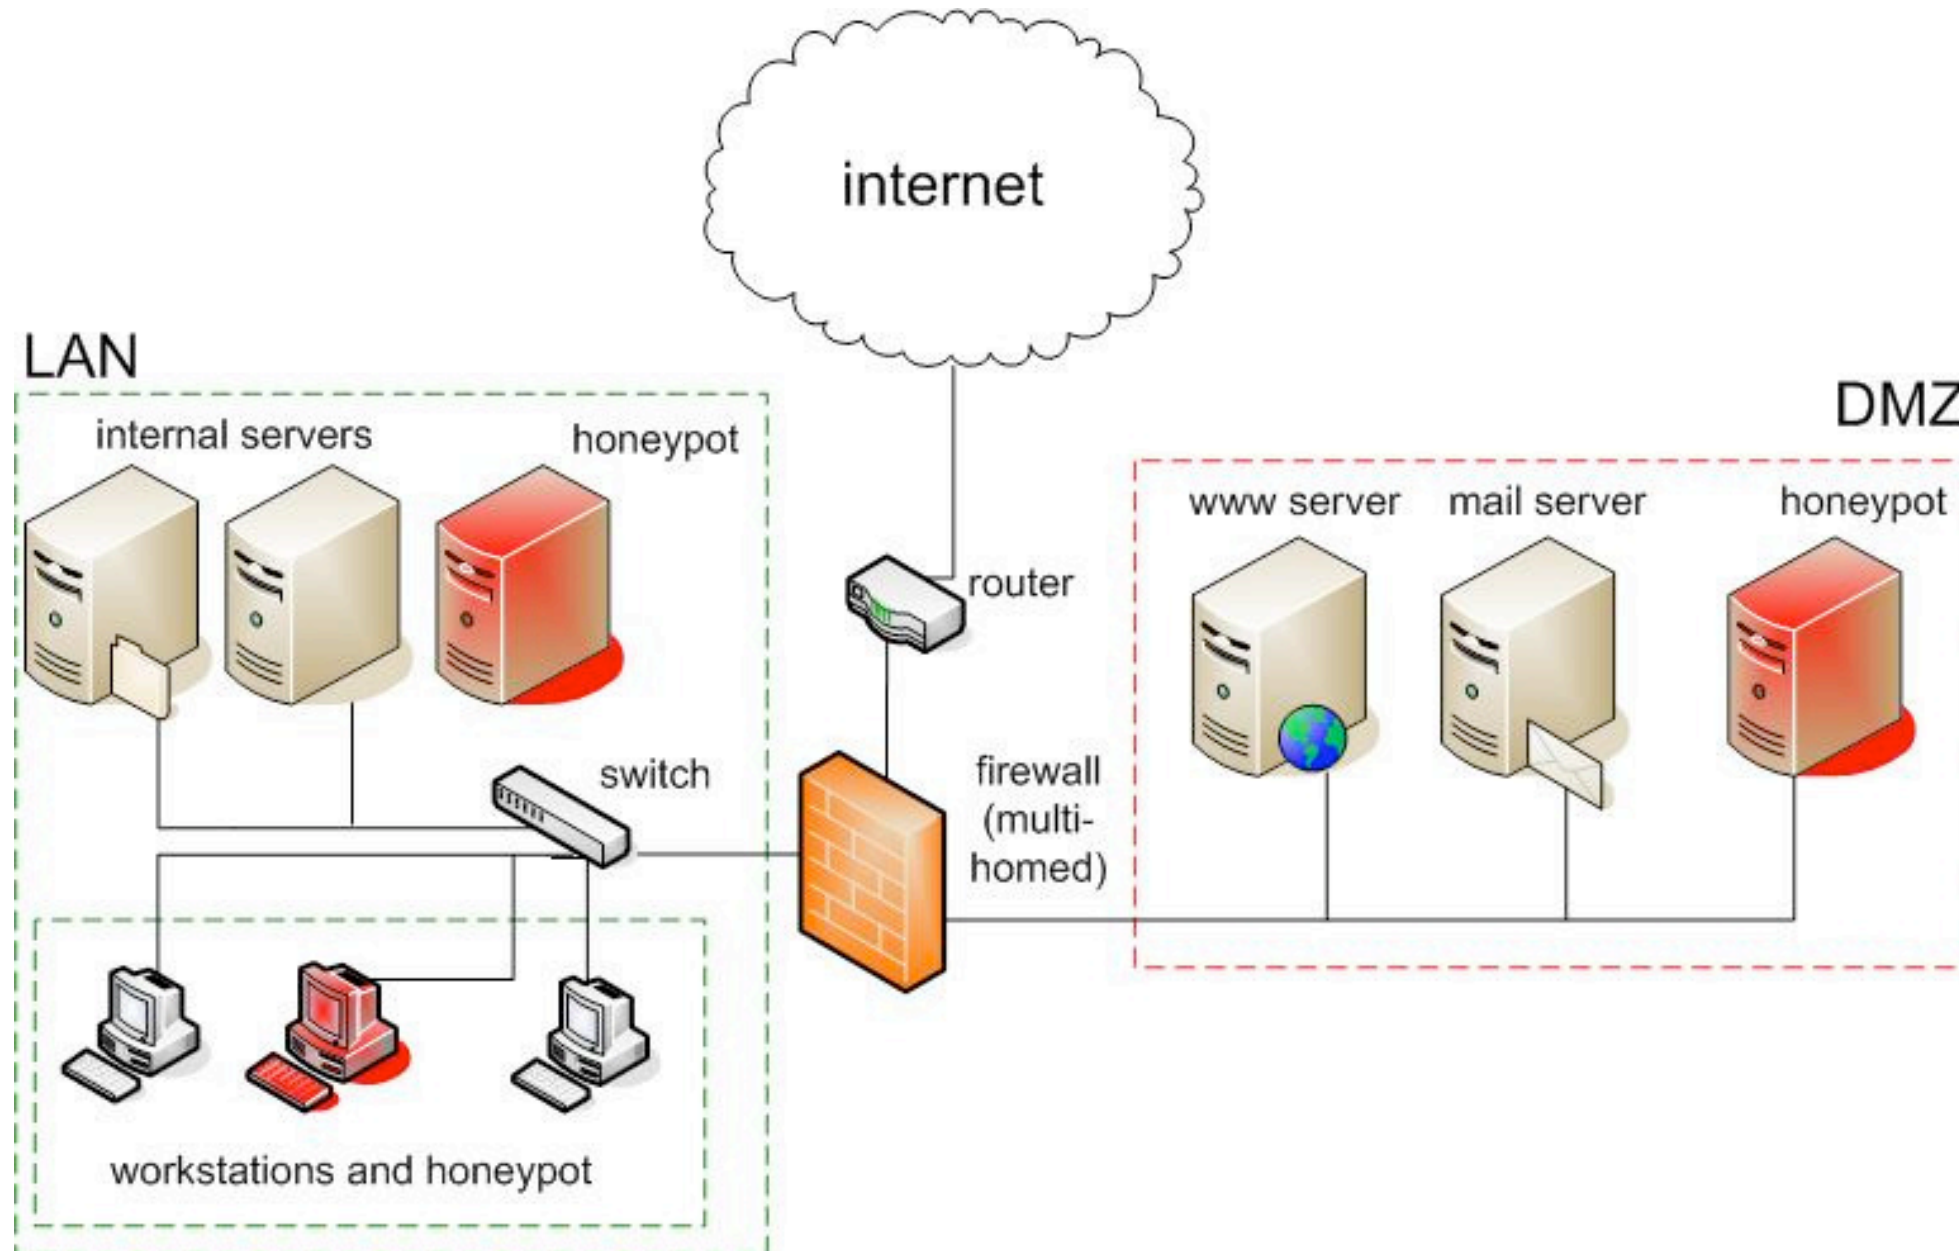 internet
LAN
DMZ
internal servers
honeypot
www server
mail server
honeypot
router
switch
firewall
(multi-
homed)
workstations and honeypot